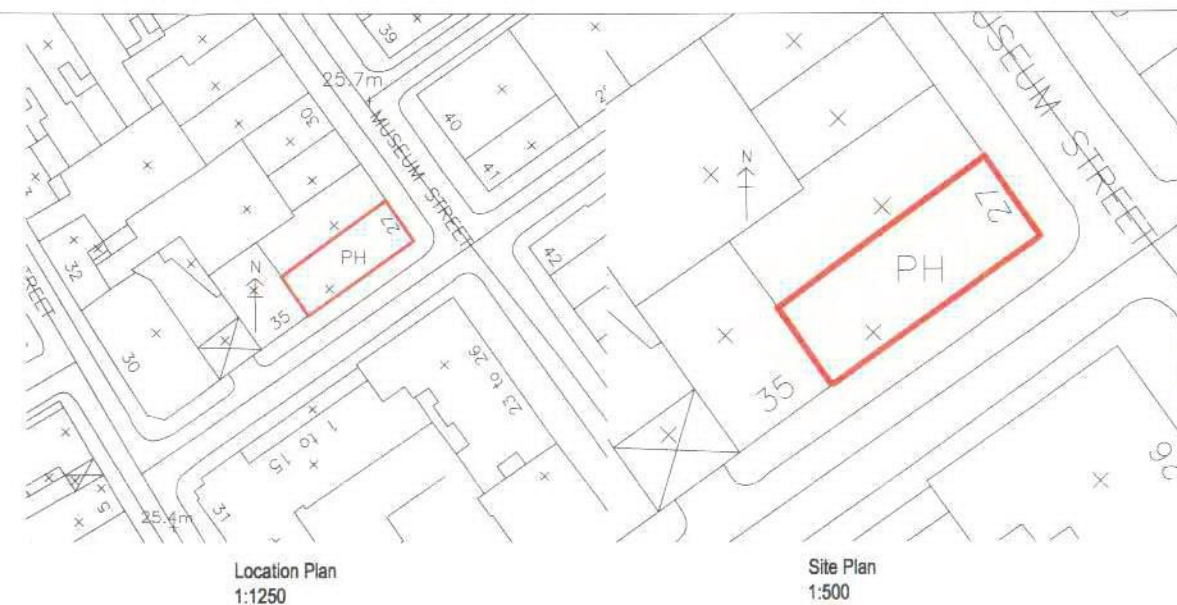 39
25.7m
MUSEUM STREET
30
40
41
27
PH
N
32
42
35
30
23 to 26
1 to 15
5
31
25.4m
Location Plan
1:1250
USEUM STREET
N
27
PH
35
26
Site Plan
1:500